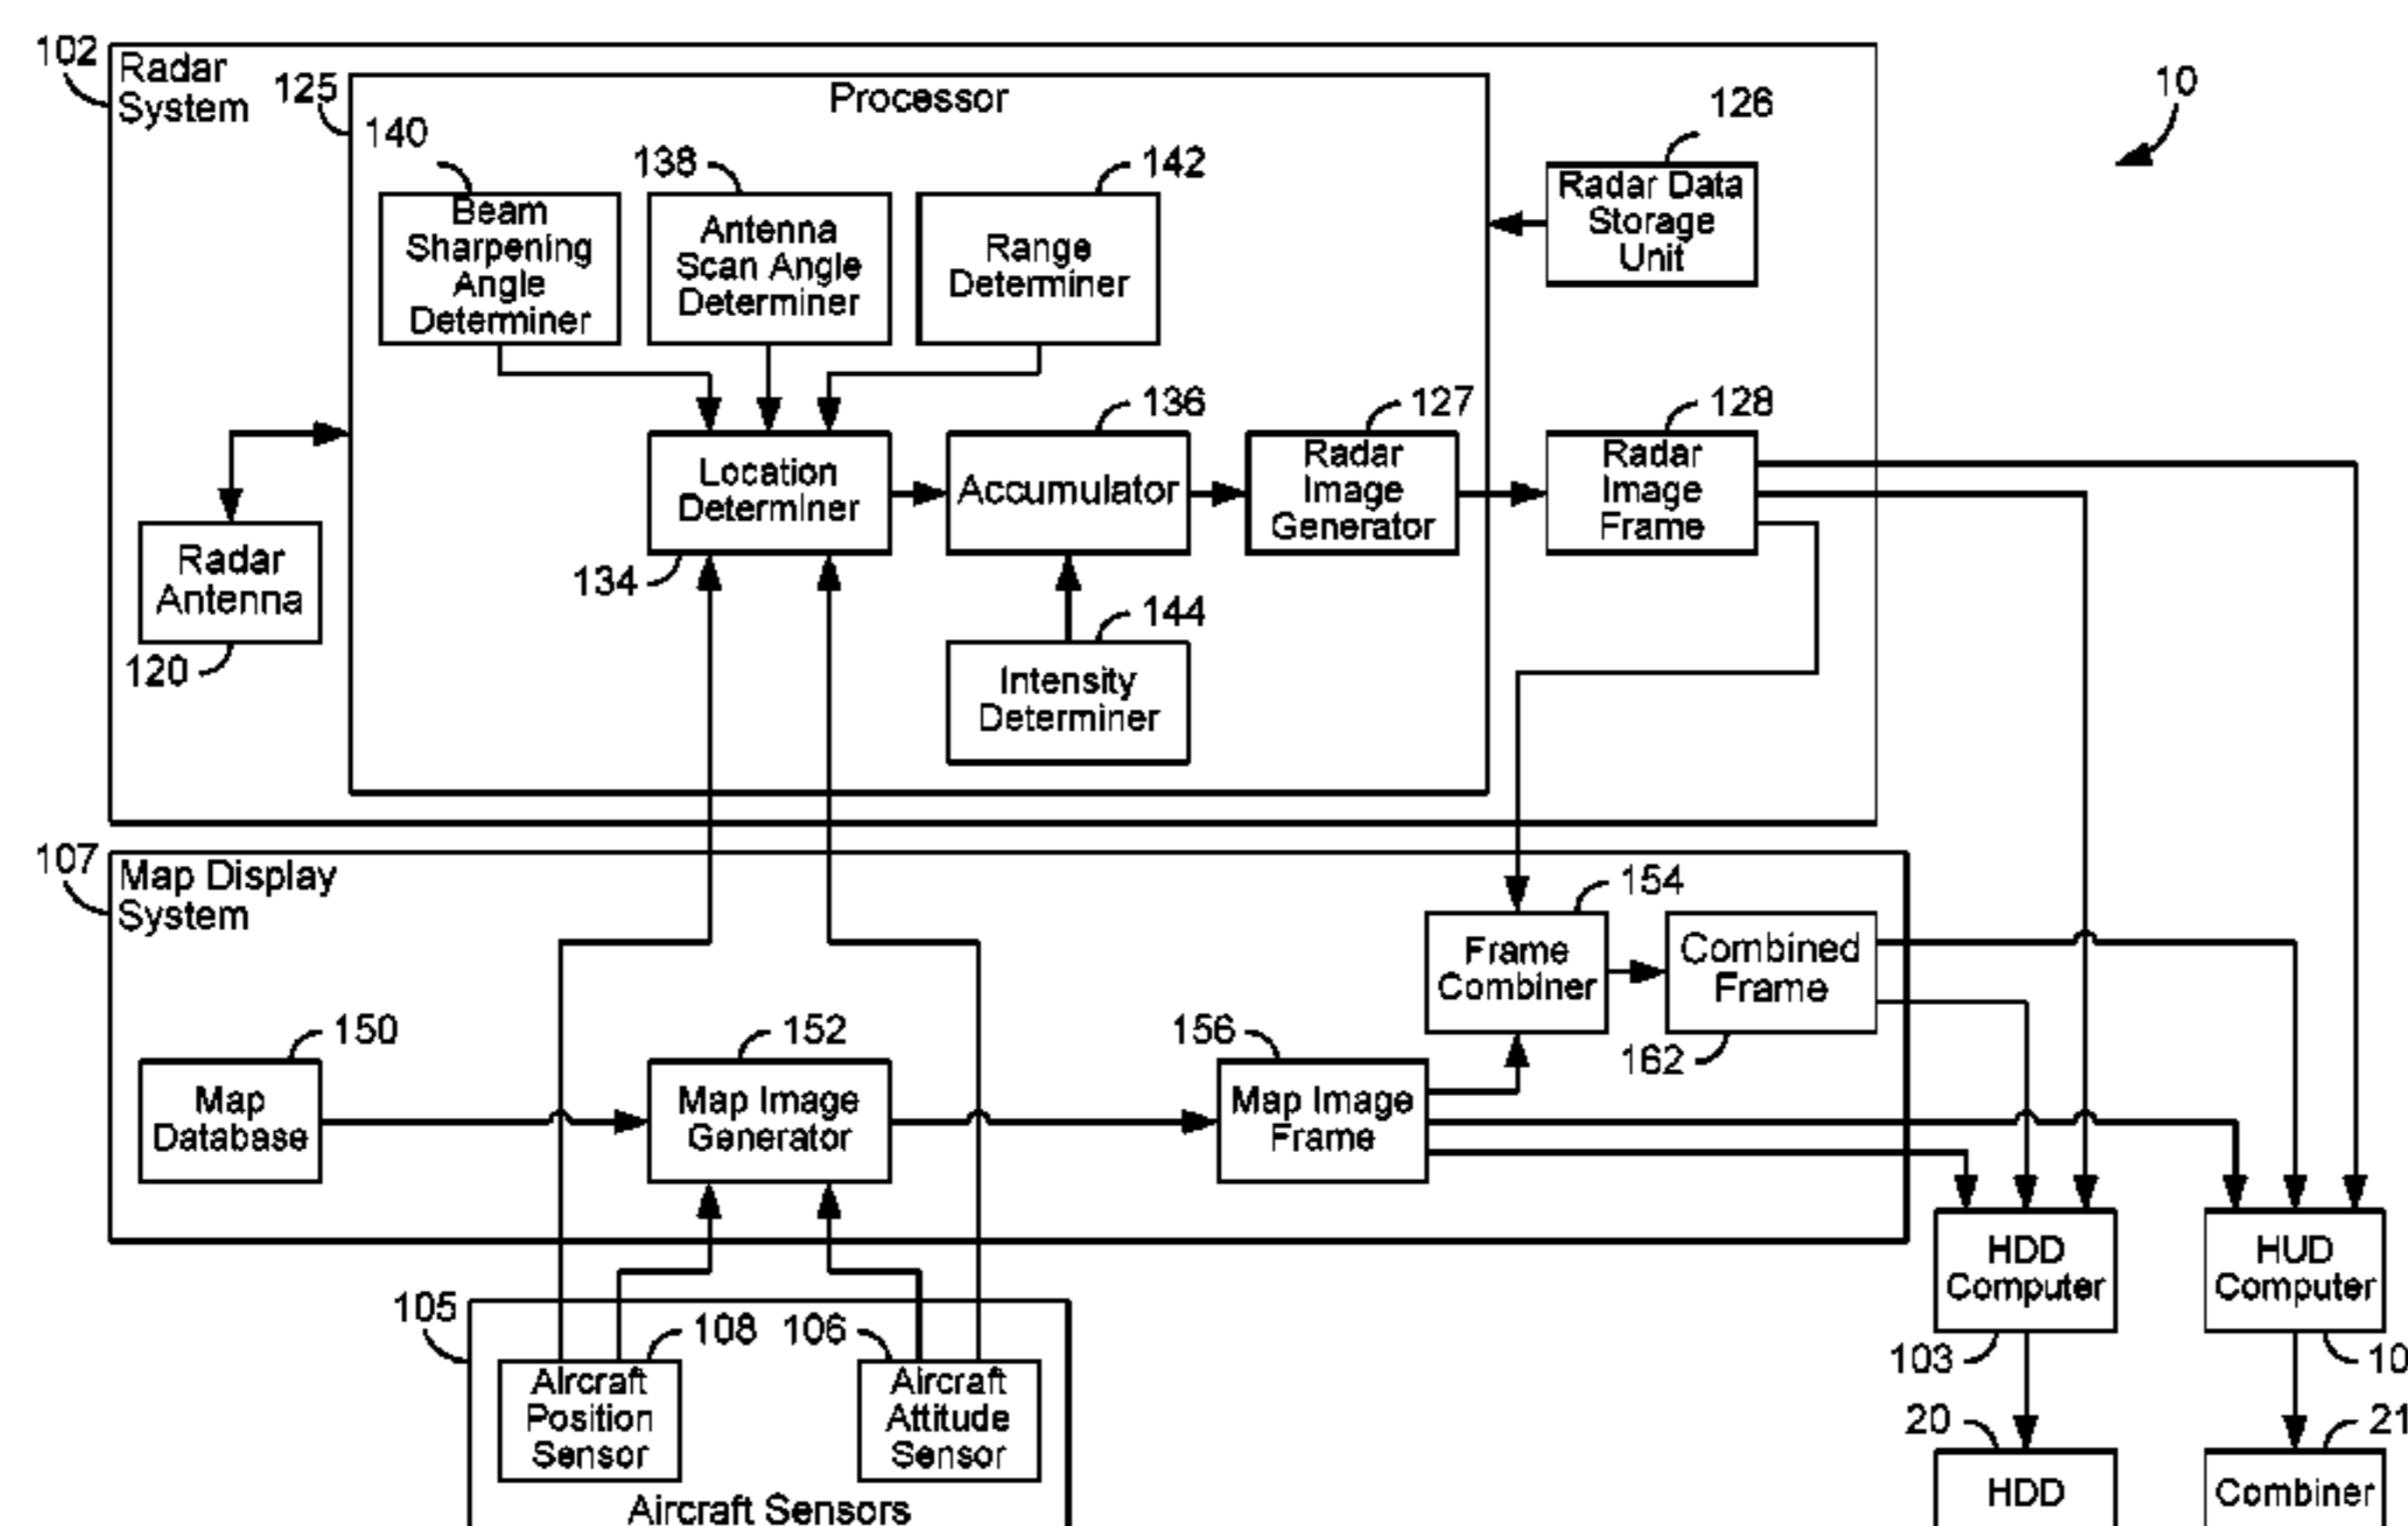 102
Radar
System
125
Processor
126
10
140
138
142
Beam
Sharpening
Angle
Determiner
Antenna
Scan Angle
Determiner
Range
Determiner
Radar Data
Storage
Unit
136
127
128
Location
Determiner
Accumulator
Radar
Image
Generator
Radar
Image
Frame
134
Radar
Antenna
120
144
Intensity
Determiner
107
Map Display
System
154
Frame
Combiner
Combined
Frame
162
150
152
156
Map
Database
Map Image
Generator
Map Image
Frame
HDD
Computer
HUD
Computer
105
108
106
103
10
Aircraft
Position
Sensor
Aircraft
Attitude
Sensor
Aircraft Sensors
20
21
HDD
Combiner